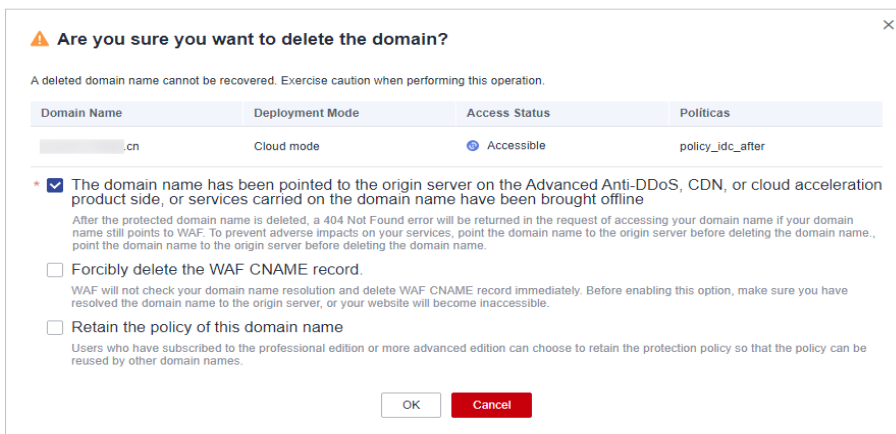 Are you sure you want to delete the domain?
A deleted domain name cannot be recovered. Exercise caution when performing this operation.
Domain Name Deployment Mode Access Status Políticas
.cn Cloud mode Accessible policy_idc_after
* The domain name has been pointed to the origin server on the Advanced Anti-DDoS, CDN, or cloud acceleration
product side, or services carried on the domain name have been brought offline
After the protected domain name is deleted, a 404 Not Found error will be returned in the request of accessing your domain name if your domain
name still points to WAF. To prevent adverse impacts on your services, point the domain name to the origin server before deleting the domain name.,
point the domain name to the origin server before deleting the domain name.
Forcibly delete the WAF CNAME record.
WAF will not check your domain name resolution and delete WAF CNAME record immediately. Before enabling this option, make sure you have
resolved the domain name to the origin server, or your website will become inaccessible.
Retain the policy of this domain name
Users who have subscribed to the professional edition or more advanced edition can choose to retain the protection policy so that the policy can be
reused by other domain names.
OK Cancel